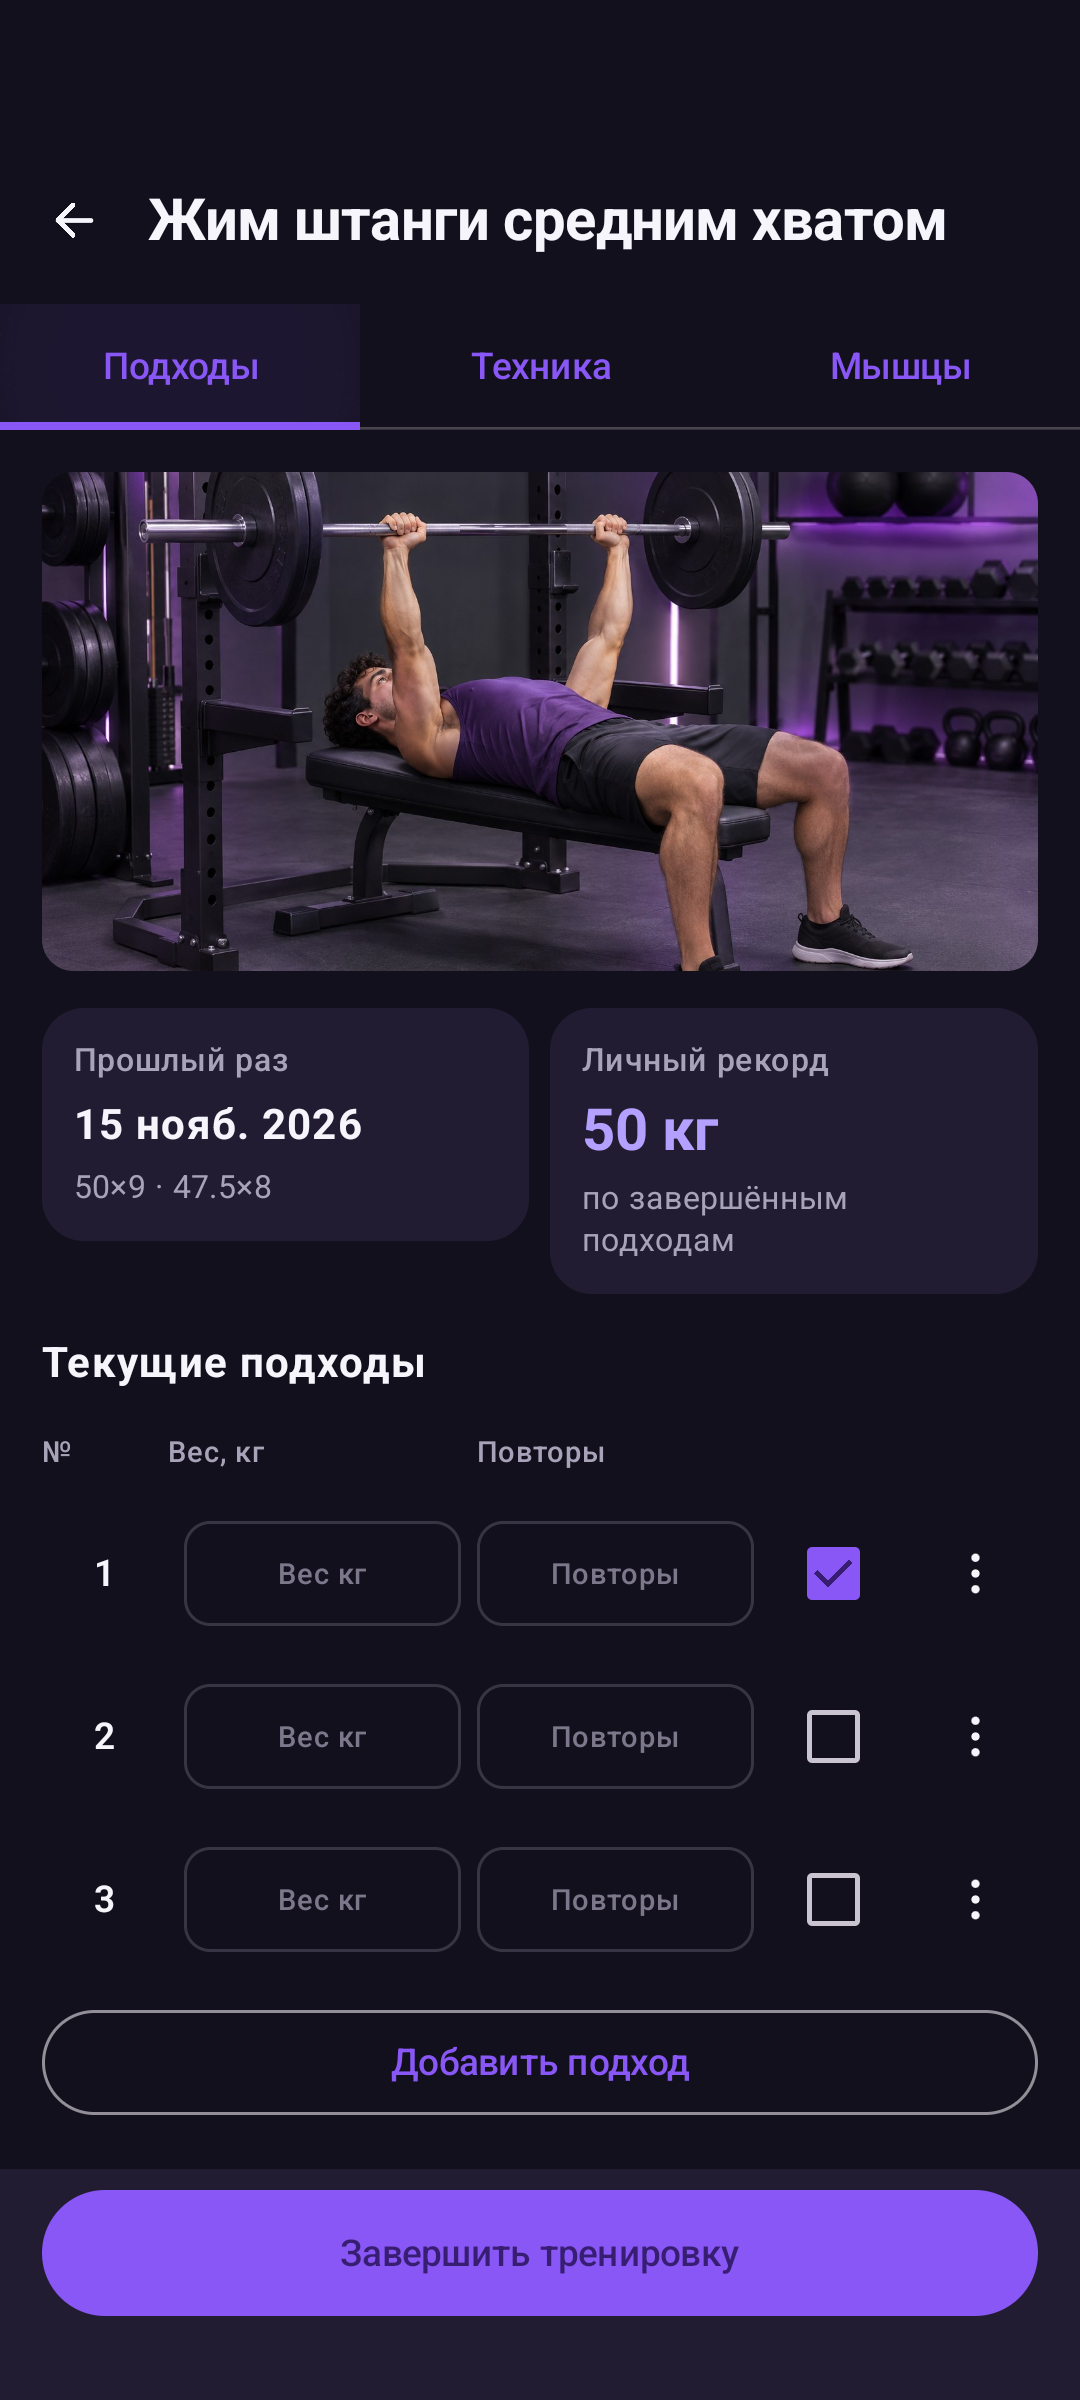 Жим штанги средним хватом
Подходы
Техника
Мышцы
Прошлый раз
15 нояб. 2026
50×9 · 47.5×8
Личный рекорд
50 кг
по завершённым
подходам
Текущие подходы
№ Вес, кг Повторы
1 Вес кг Повторы
2 Вес кг Повторы
3 Вес кг Повторы
Добавить подход
Завершить тренировку